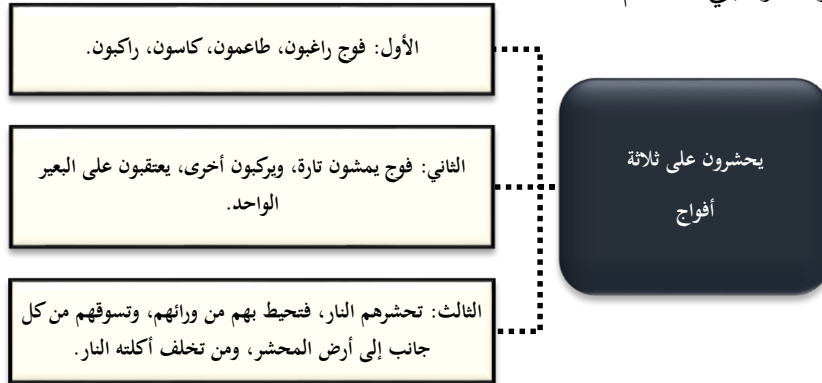 يحشرون على ثلاثة
أفواج
الأول: فوج راغبون، طاعمون، كاسون، راكبون.
الثاني: فوج يمشون تارة، ويركبون أخرى، يعتقبون على البعير
الواحد.
الثالث: تحشرهم النار، فتحيط بهم من ورائهم، وتسوقهم من كل
جانب إلى أرض المحشر، ومن تخلف أكلته النار.